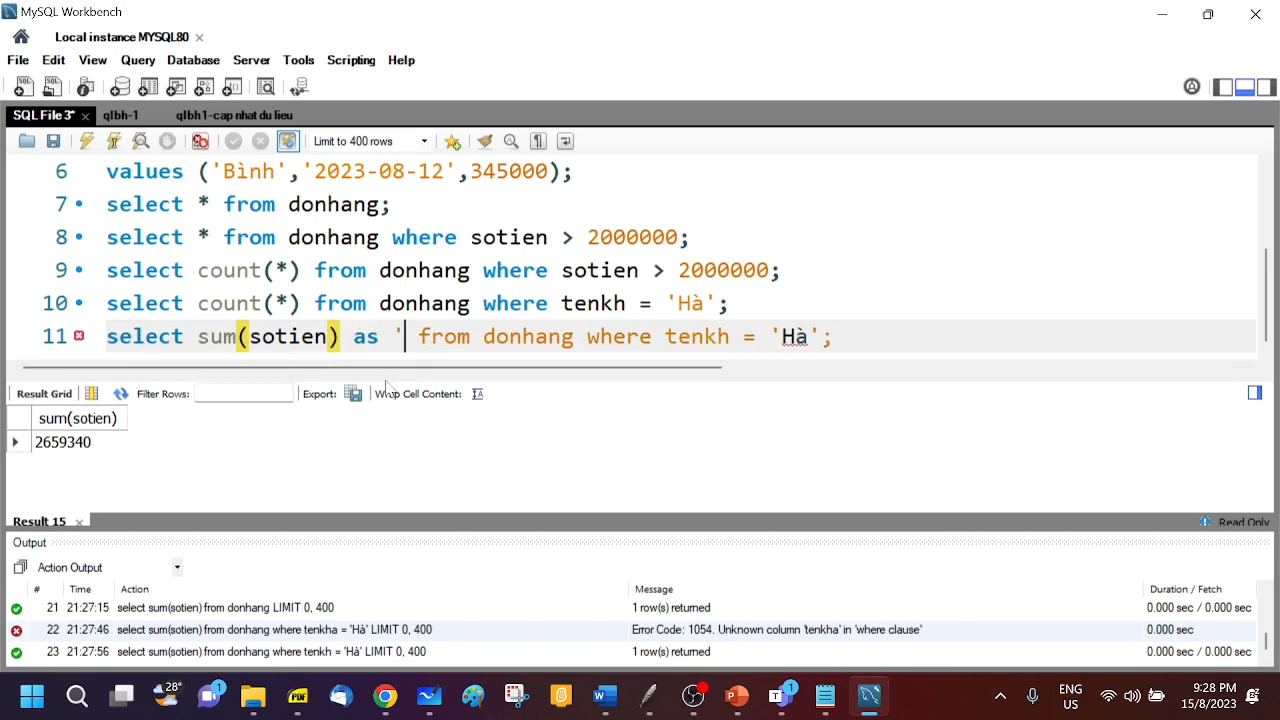 MySQL Workbench
Local instance MYSQL80
File Edit View Query Database Server Tools Scripting Help
SQL File 3* qlbh-1 qlbh1-cap nhat du lieu
Limit to 400 rows
6 values ('Bình','2023-08-12',345000);
7 select * from donhang;
8 select * from donhang where sotien > 2000000;
9 select count(*) from donhang where sotien > 2000000;
10 select count(*) from donhang where tenkh = 'Hà';
11 select sum(sotien) as ' from donhang where tenkh = 'Hà';
Result Grid Filter Rows: Export: Wrap Cell Content:
sum(sotien)
2659340
Result 15 Read Only
Output
Action Output
# Time Action Message Duration / Fetch
21 21:27:15 select sum(sotien) from donhang LIMIT 0, 400 1 row(s) returned 0.000 sec / 0.000 sec
22 21:27:46 select sum(sotien) from donhang where tenkha = 'Hà' LIMIT 0, 400 Error Code: 1054. Unknown column 'tenkha' in 'where clause' 0.000 sec
23 21:27:56 select sum(sotien) from donhang where tenkh = 'Hà' LIMIT 0, 400 1 row(s) returned 0.000 sec / 0.000 sec
28° 1 PDF 1 ENG 9:28 PM
US 15/8/2023